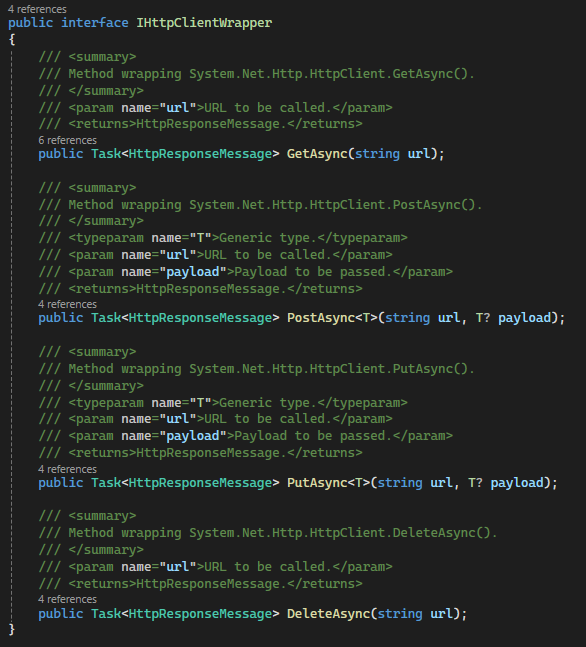 4 references
public interface IHttpClientWrapper
{
/// <summary>
/// Method wrapping System.Net.Http.HttpClient.GetAsync().
/// </summary>
/// <param name="url">URL to be called.</param>
/// <returns>HttpResponseMessage.</returns>
6 references
public Task<HttpResponseMessage> GetAsync(string url);
/// <summary>
/// Method wrapping System.Net.Http.HttpClient.PostAsync().
/// </summary>
/// <typeparam name="T">Generic type.</typeparam>
/// <param name="url">URL to be called.</param>
/// <param name="payload">Payload to be passed.</param>
/// <returns>HttpResponseMessage.</returns>
4 references
public Task<HttpResponseMessage> PostAsync<T>(string url, T? payload);
/// <summary>
/// Method wrapping System.Net.Http.HttpClient.PutAsync().
/// </summary>
/// <typeparam name="T">Generic type.</typeparam>
/// <param name="url">URL to be called.</param>
/// <param name="payload">Payload to be passed.</param>
/// <returns>HttpResponseMessage.</returns>
4 references
public Task<HttpResponseMessage> PutAsync<T>(string url, T? payload);
/// <summary>
/// Method wrapping System.Net.Http.HttpClient.DeleteAsync().
/// </summary>
/// <param name="url">URL to be called.</param>
/// <returns>HttpResponseMessage.</returns>
4 references
public Task<HttpResponseMessage> DeleteAsync(string url);
}